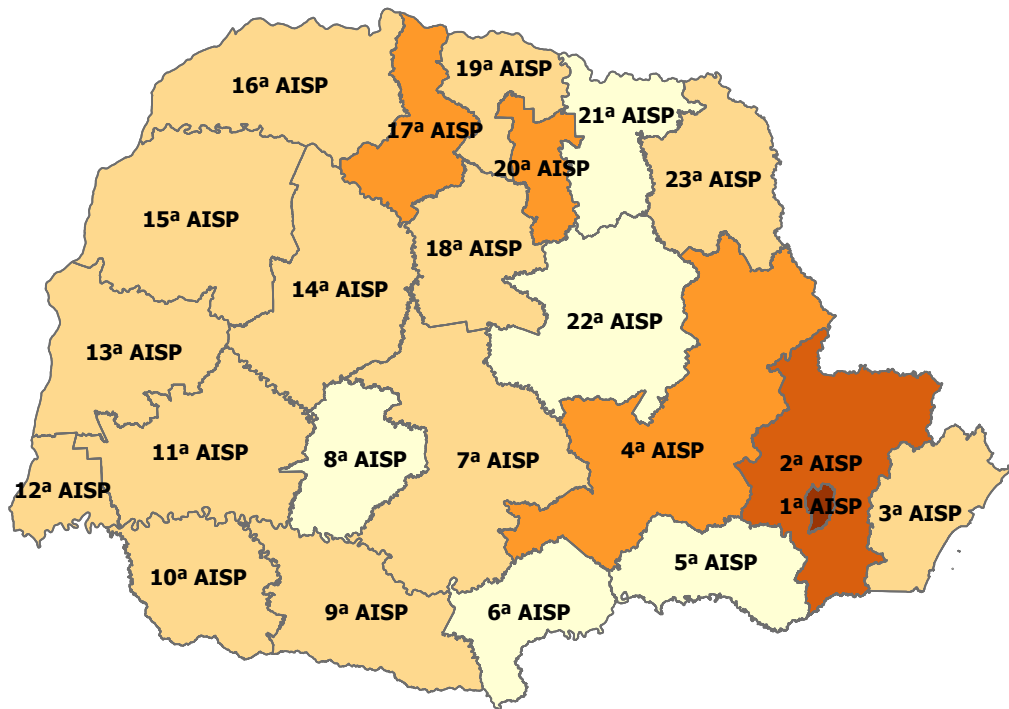 19ª AISP
16ª AISP
21ª AISP
17ª AISP
20ª AISP
23ª AISP
15ª AISP
18ª AISP
14ª AISP
22ª AISP
13ª AISP
4ª AISP
11ª AISP
8ª AISP
7ª AISP
2ª AISP
12ª AISP
1ª AISP
3ª AISP
5ª AISP
10ª AISP
9ª AISP
6ª AISP